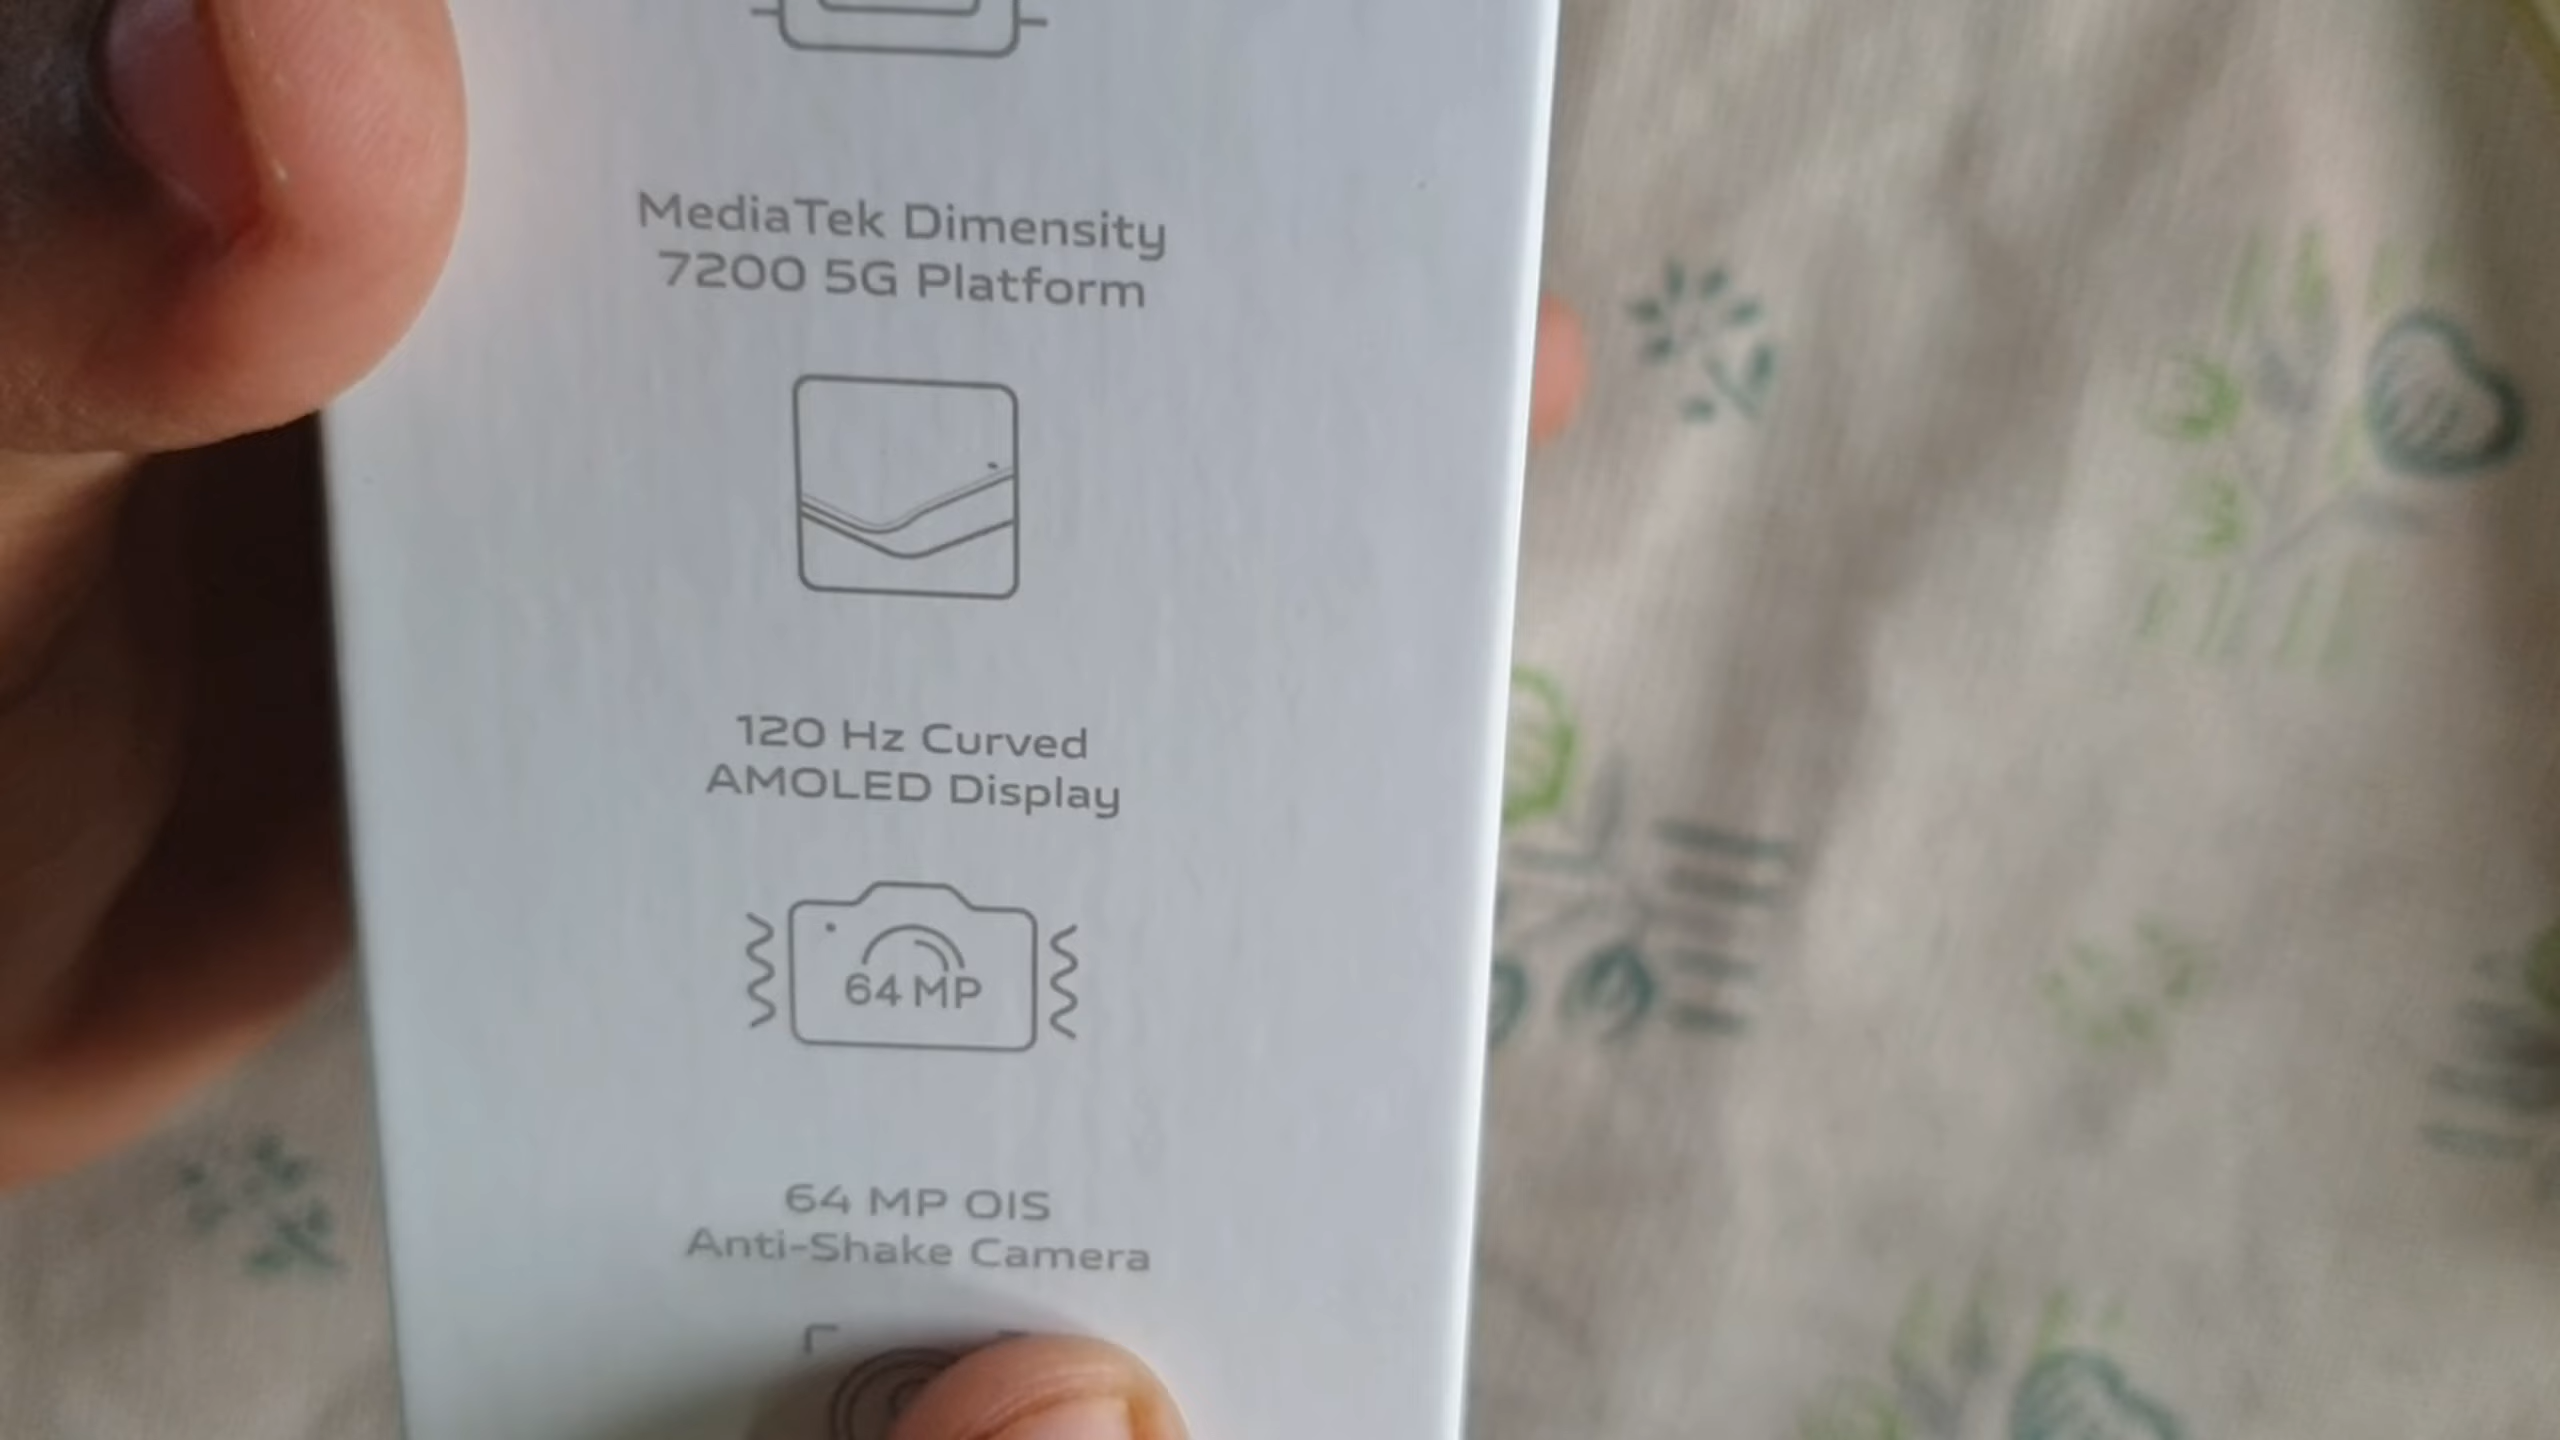 MediaTek Dimensity
7200 5G Platform
120 Hz Curved
AMOLED Display
64 MP
64 MP OIS
Anti-Shake Camera